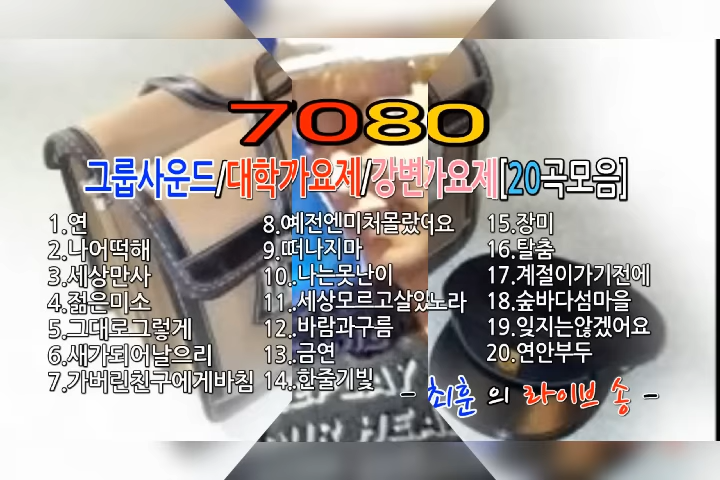 7080
그룹사운드/대학가요제/강변가요제[20곡모음]
1.연
2.나어떡해
3.세상만사
4.젊은미소
5.그대로그렇게
6.새가되어날으리
7.가버린친구에게바침
8.예전엔미처몰랐더요
9.떠나지마
10.나는못난이
11.세상모르고살았노라
12.바람과구름
13.금연
14.한줄기빛
15.장미
16.탈춤
17.계절이가기전에
18.숲바다섬마을
19.잊지는않겠어요
20.연안부두
- 최훈 의 라이브 송 -